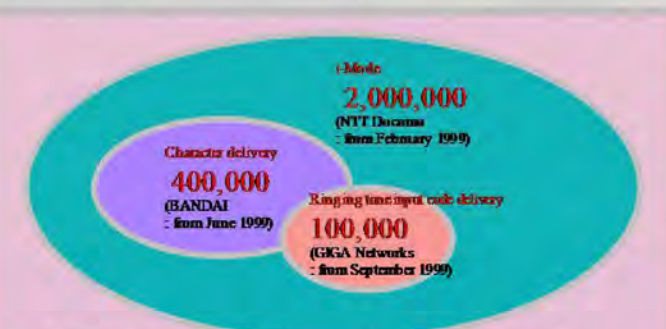 i-Mode
2,000,000
(NTT Docomo
: from February 1999)
Character delivery
400,000
(BANDAI
: from June 1999)
Ringing tune input code delivery
100,000
(GIGA Networks
: from September 1999)